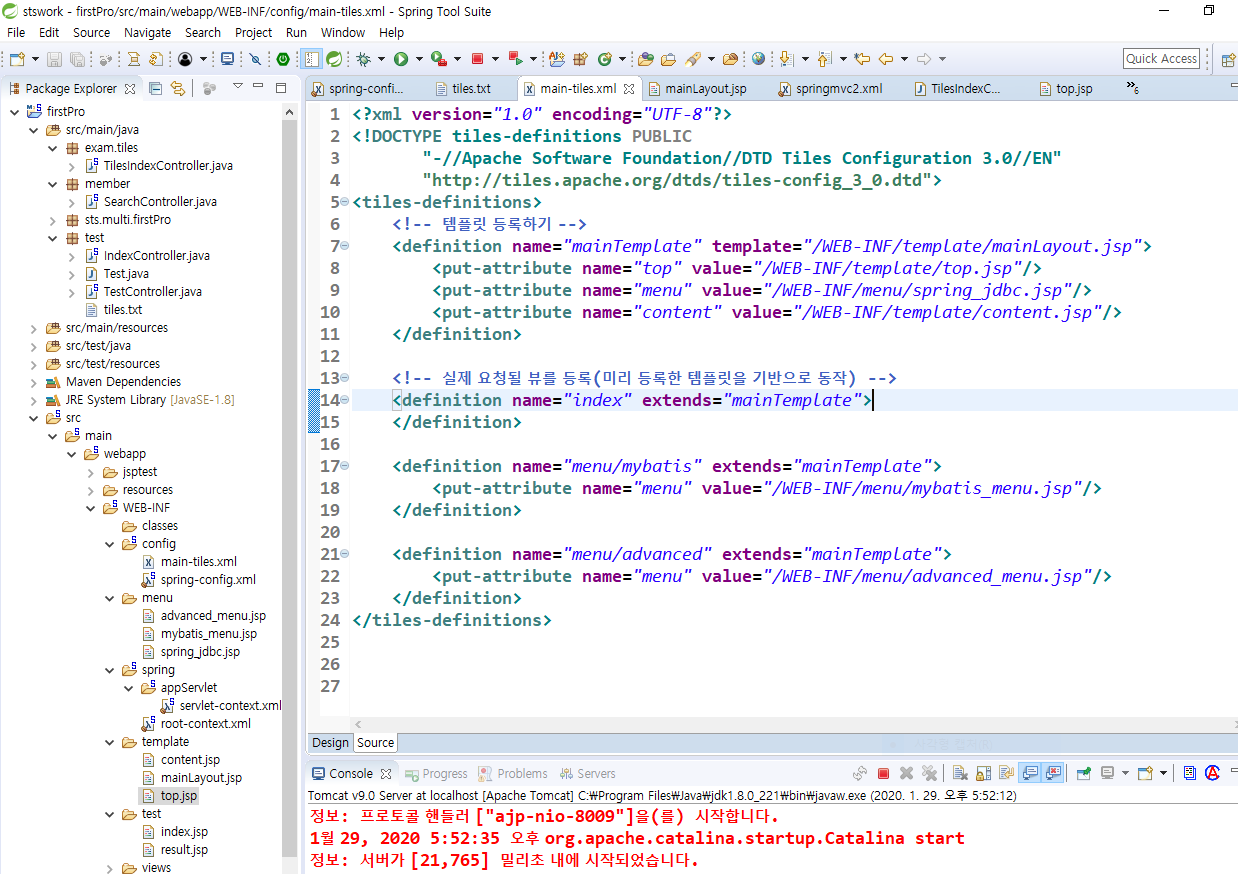 stswork - firstPro/src/main/webapp/WEB-INF/config/main-tiles.xml - Spring Tool Suite
File Edit Source Navigate Search Project Run Window Help
Quick Access
Package Explorer
firstPro
src/main/java
exam.tiles
TilesIndexController.java
member
SearchController.java
sts.multi.firstPro
test
IndexController.java
Test.java
TestController.java
tiles.txt
src/main/resources
src/test/java
src/test/resources
Maven Dependencies
JRE System Library [JavaSE-1.8]
src
main
webapp
jsptest
resources
WEB-INF
classes
config
main-tiles.xml
spring-config.xml
menu
advanced_menu.jsp
mybatis_menu.jsp
spring_jdbc.jsp
spring
appServlet
servlet-context.xml
root-context.xml
template
content.jsp
mainLayout.jsp
top.jsp
test
index.jsp
result.jsp
views
spring-config... tiles.txt main-tiles.xml mainLayout.jsp springmvc2.xml TilesIndexC... top.jsp »6
1 <?xml version="1.0" encoding="UTF-8"?>
2 <!DOCTYPE tiles-definitions PUBLIC
3 "-//Apache Software Foundation//DTD Tiles Configuration 3.0//EN"
4 "http://tiles.apache.org/dtds/tiles-config_3_0.dtd">
5 <tiles-definitions>
6 <!-- 템플릿 등록하기 -->
7 <definition name="mainTemplate" template="/WEB-INF/template/mainLayout.jsp">
8 <put-attribute name="top" value="/WEB-INF/template/top.jsp"/>
9 <put-attribute name="menu" value="/WEB-INF/menu/spring_jdbc.jsp"/>
10 <put-attribute name="content" value="/WEB-INF/template/content.jsp"/>
11 </definition>
12
13 <!-- 실제 요청될 뷰를 등록(미리 등록한 템플릿을 기반으로 동작) -->
14 <definition name="index" extends="mainTemplate">
15 </definition>
16
17 <definition name="menu/mybatis" extends="mainTemplate">
18 <put-attribute name="menu" value="/WEB-INF/menu/mybatis_menu.jsp"/>
19 </definition>
20
21 <definition name="menu/advanced" extends="mainTemplate">
22 <put-attribute name="menu" value="/WEB-INF/menu/advanced_menu.jsp"/>
23 </definition>
24 </tiles-definitions>
25
26
27
Design Source
Console Progress Problems Servers
Tomcat v9.0 Server at localhost [Apache Tomcat] C:₩Program Files₩Java₩jdk1.8.0_221₩bin₩javaw.exe (2020. 1. 29. 오후 5:52:12)
정보: 프로토콜 핸들러 ["ajp-nio-8009"]을(를) 시작합니다.
1월 29, 2020 5:52:35 오후 org.apache.catalina.startup.Catalina start
정보: 서버가 [21,765] 밀리초 내에 시작되었습니다.